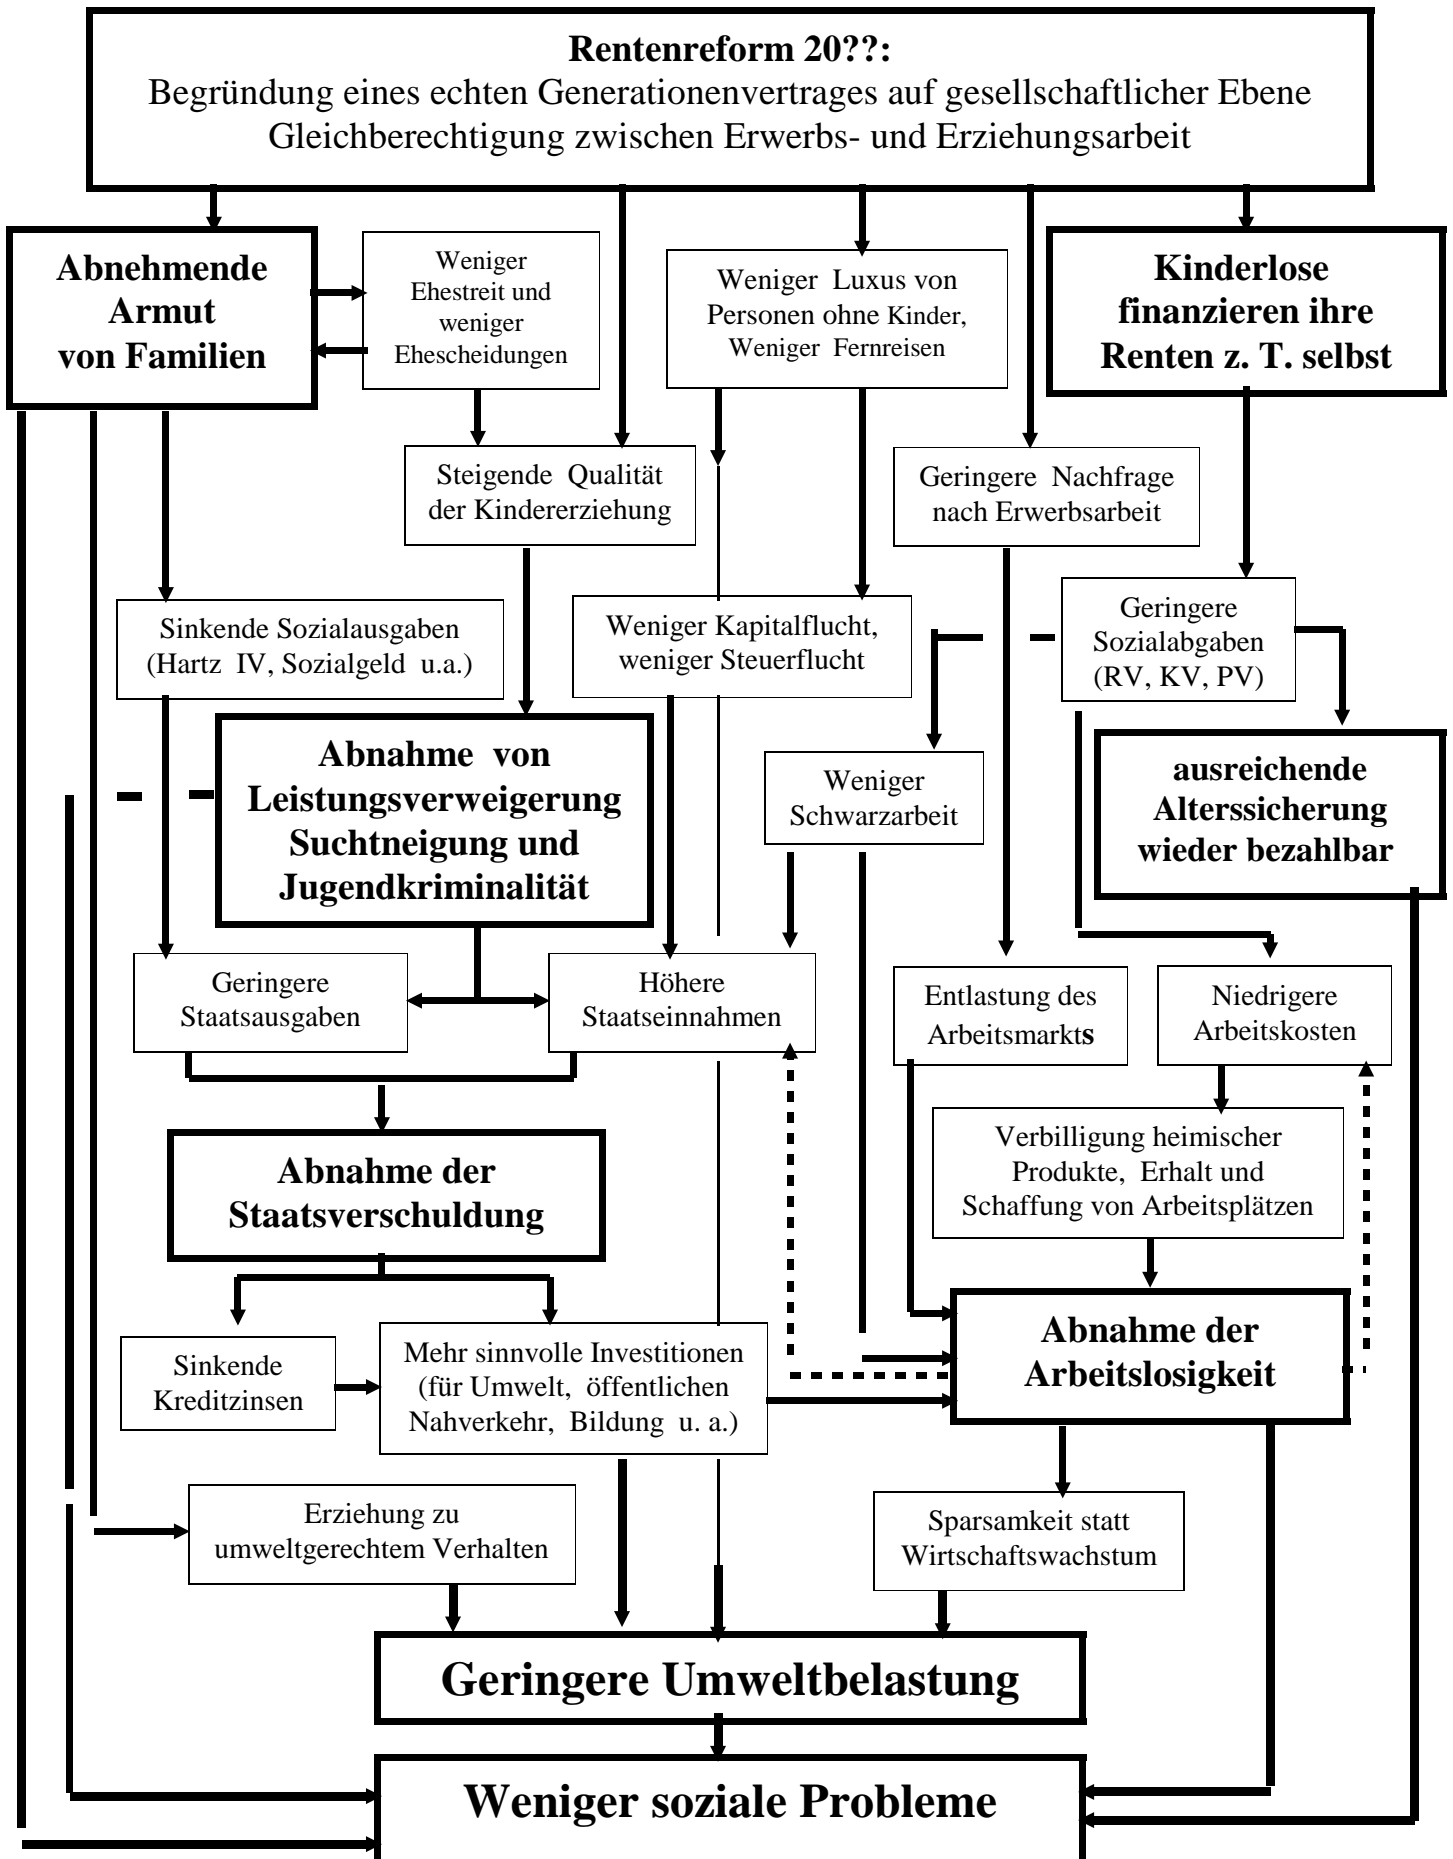 Rentenreform 20??:
Begründung eines echten Generationenvertrages auf gesellschaftlicher Ebene
Gleichberechtigung zwischen Erwerbs- und Erziehungsarbeit
Abnehmende
Armut
von Familien
Weniger
Ehestreit und
weniger
Ehescheidungen
Weniger Luxus von
Personen ohne Kinder,
Weniger Fernreisen
Kinderlose
finanzieren ihre
Renten z. T. selbst
Steigende Qualität
der Kindererziehung
Geringere Nachfrage
nach Erwerbsarbeit
Sinkende Sozialausgaben
(Hartz IV, Sozialgeld u.a.)
Weniger Kapitalflucht,
weniger Steuerflucht
Geringere
Sozialabgaben
(RV, KV, PV)
Abnahme von
Leistungsverweigerung
Suchtneigung und
Jugendkriminalität
Weniger
Schwarzarbeit
ausreichende
Alterssicherung
wieder bezahlbar
Geringere
Staatsausgaben
Höhere
Staatseinnahmen
Entlastung des
Arbeitsmarkts
Niedrigere
Arbeitskosten
Abnahme der
Staatsverschuldung
Verbilligung heimischer
Produkte, Erhalt und
Schaffung von Arbeitsplätzen
Sinkende
Kreditzinsen
Mehr sinnvolle Investitionen
(für Umwelt, öffentlichen
Nahverkehr, Bildung u. a.)
Abnahme der
Arbeitslosigkeit
Erziehung zu
umweltgerechtem Verhalten
Sparsamkeit statt
Wirtschaftswachstum
Geringere Umweltbelastung
Weniger soziale Probleme